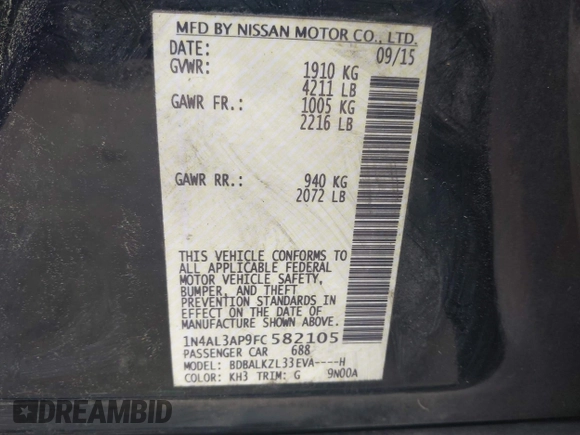 MFD BY NISSAN MOTOR CO., LTD.
DATE: 09/15
GVWR: 1910 KG
4211 LB
GAWR FR.: 1005 KG
2216 LB
GAWR RR.: 940 KG
2072 LB
THIS VEHICLE CONFORMS TO
ALL APPLICABLE FEDERAL
MOTOR VEHICLE SAFETY,
BUMPER, AND THEFT
PREVENTION STANDARDS IN
EFFECT ON THE DATE OF
MANUFACTURE SHOWN ABOVE.
1N4AL3AP9FC582105
PASSENGER CAR 688
MODEL: BDBALKZL33EVA----H
COLOR: KH3 TRIM: G 9N00A
DREAMBID
COMPLETED AUCTIONS